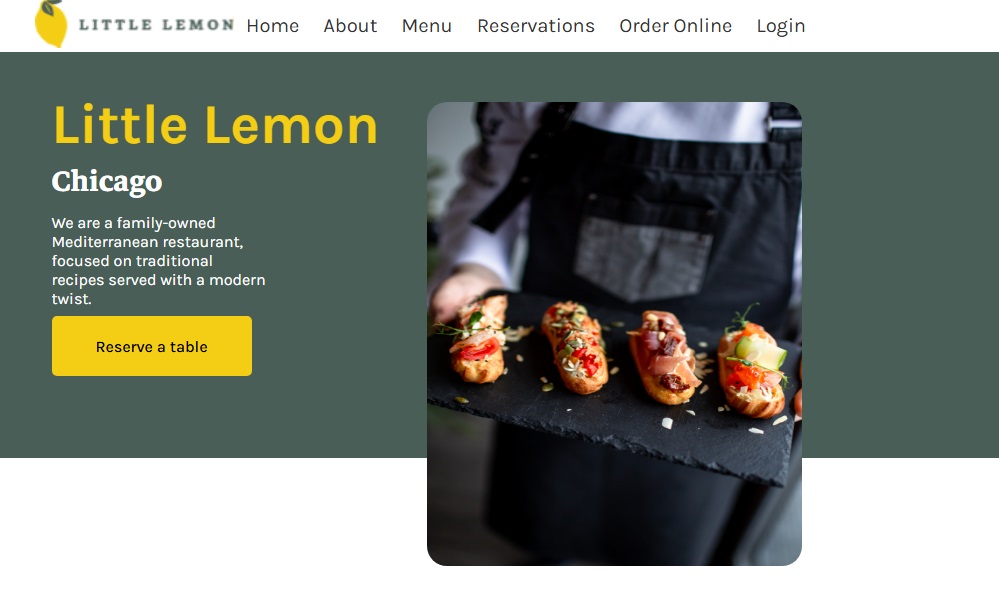 LITTLE LEMON Home About Menu Reservations Order Online Login
Little Lemon
Chicago
We are a family-owned
Mediterranean restaurant,
focused on traditional
recipes served with a modern
twist.
Reserve a table